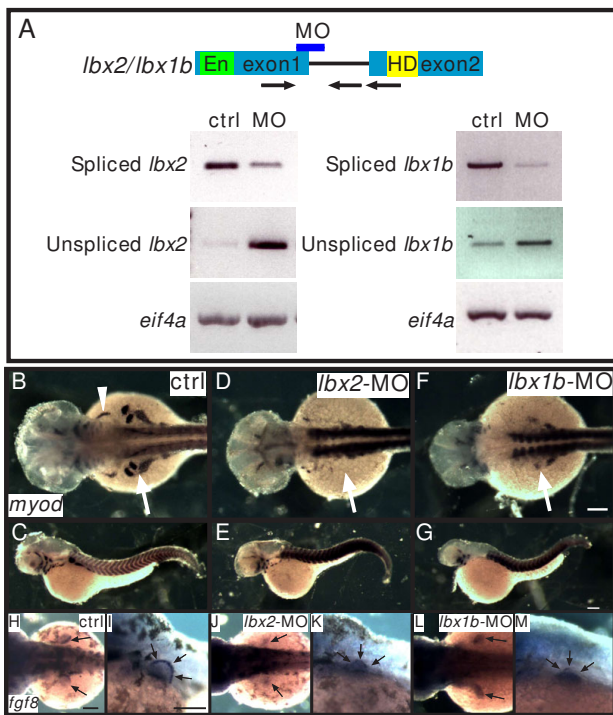 A
MO
lbx2/lbx1b En exon1 HD exon2
ctrl MO ctrl MO
Spliced lbx2 Spliced lbx1b
Unspliced lbx2 Unspliced lbx1b
eif4a eif4a
B ctrl D lbx2-MO F lbx1b-MO
myod
C E G
H ctrl I J lbx2-MO K L lbx1b-MO M
fgf8